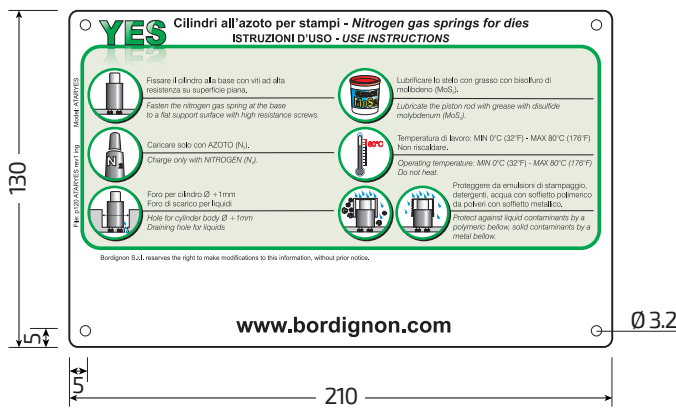 YES Cilindri all'azoto per stampi - Nitrogen gas springs for dies
ISTRUZIONI D'USO - USE INSTRUCTIONS
Model: ATARYES
File: p120 ATARYES rev1 ing
Fissare il cilindro alla base con viti ad alta
resistenza su superficie piana.
Fasten the nitrogen gas spring at the base
to a flat support surface with high resistance screws.
N2
Caricare solo con AZOTO (N₂).
Charge only with NITROGEN (N₂).
Foro per cilindro Ø +1mm
Foro di scarico per liquidi
Hole for cylinder body Ø +1mm
Draining hole for liquids
MoS₂
Lubrificare lo stelo con grasso con bisolfuro di
molibdeno (MoS₂).
Lubricate the piston rod with grease with disulfide
molybdenum (MoS₂).
80°C
Temperatura di lavoro: MIN 0°C (32°F) - MAX 80°C (176°F)
Non riscaldare.
Operating temperature: MIN 0°C (32°F) - MAX 80°C (176°F)
Do not heat.
Proteggere da emulsioni di stampaggio,
detergenti, acqua con soffietto polimerico
da polveri con soffietto metallico.
Protect against liquid contaminants by a
polymeric bellow, solid contaminants by a
metal bellow.
Bordignon S.r.l. reserves the right to make modifications to this information, without prior notice.
www.bordignon.com
130
5
5
210
Ø 3.2